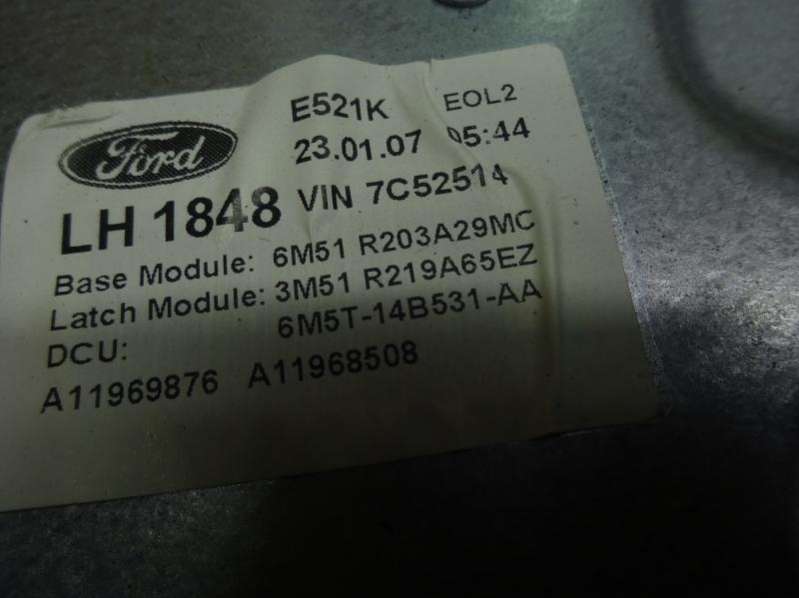 E521K EOL2
Ford 23.01.07 05:44
LH 1848 VIN 7C52514
Base Module: 6M51 R203A29MC
Latch Module: 3M51 R219A65EZ
DCU: 6M5T-14B531-AA
A11969876 A11968508